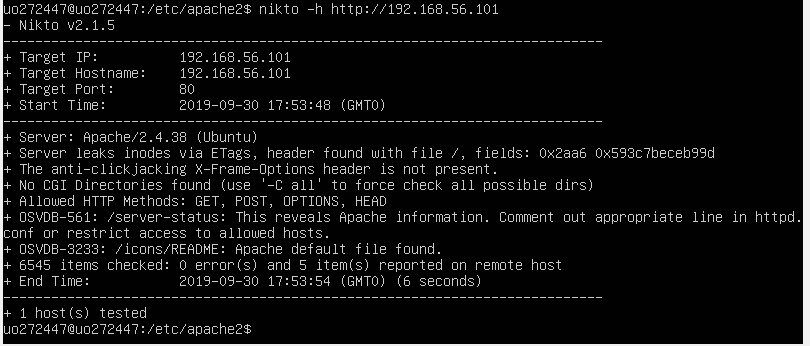 uo272447@uo272447:/etc/apache2$ nikto -h http://192.168.56.101
- Nikto v2.1.5
---------------------------------------------------------------------------
+ Target IP:          192.168.56.101
+ Target Hostname:    192.168.56.101
+ Target Port:        80
+ Start Time:         2019-09-30 17:53:48 (GMT0)
---------------------------------------------------------------------------
+ Server: Apache/2.4.38 (Ubuntu)
+ Server leaks inodes via ETags, header found with file /, fields: 0x2aa6 0x593c7beceb99d
+ The anti-clickjacking X-Frame-Options header is not present.
+ No CGI Directories found (use '-C all' to force check all possible dirs)
+ Allowed HTTP Methods: GET, POST, OPTIONS, HEAD
+ OSVDB-561: /server-status: This reveals Apache information. Comment out appropriate line in httpd.
conf or restrict access to allowed hosts.
+ OSVDB-3233: /icons/README: Apache default file found.
+ 6545 items checked: 0 error(s) and 5 item(s) reported on remote host
+ End Time:           2019-09-30 17:53:54 (GMT0) (6 seconds)
---------------------------------------------------------------------------
+ 1 host(s) tested
uo272447@uo272447:/etc/apache2$